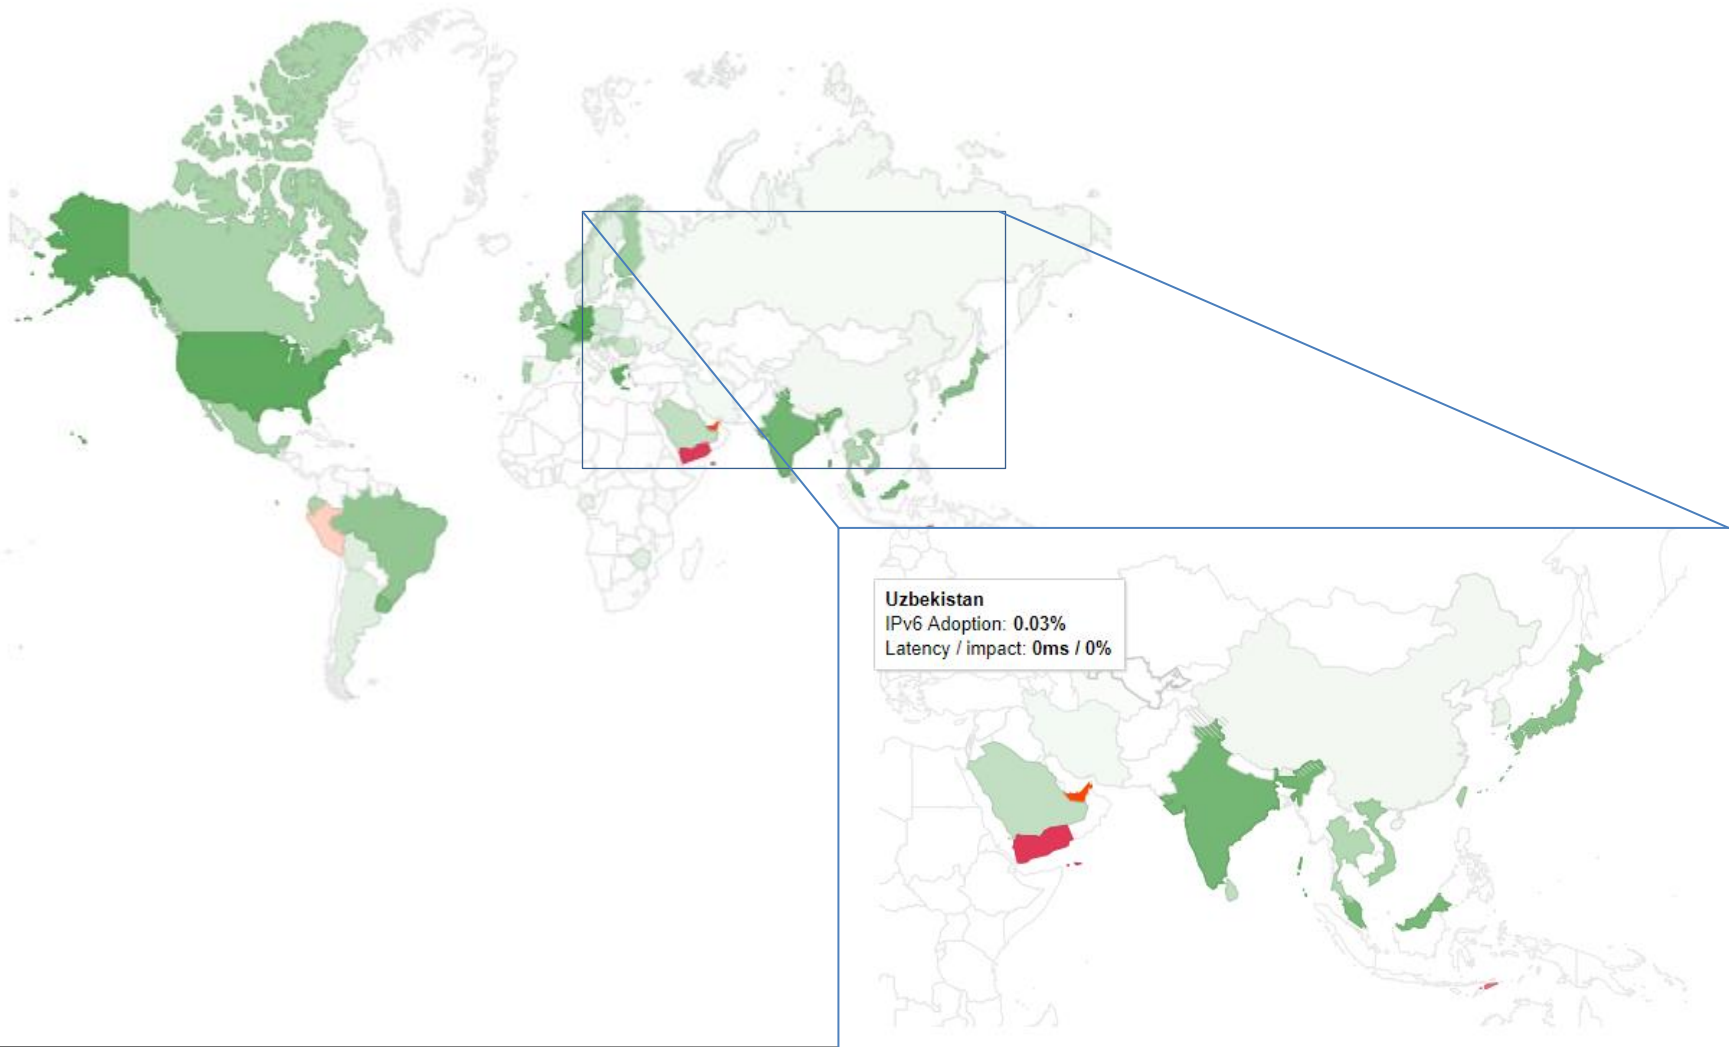 Uzbekistan
IPv6 Adoption: 0.03%
Latency / impact: 0ms / 0%